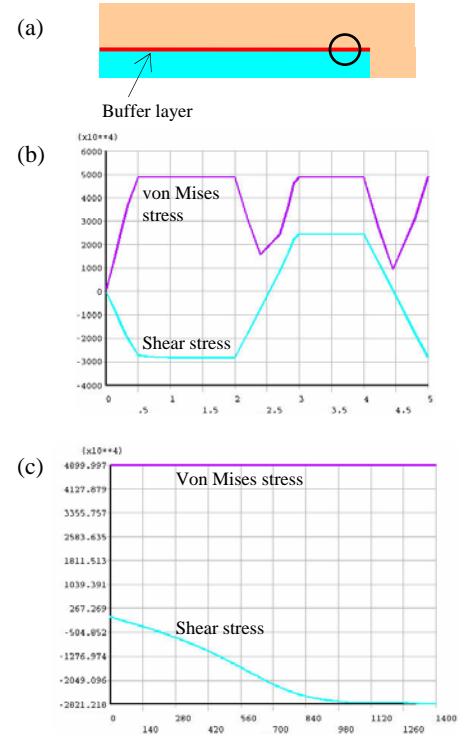 (a)
Buffer layer
(b)
(x10**4)
6000
5000
4000
3000
2000
1000
0
-1000
-2000
-3000
-4000
von Mises
stress
Shear stress
0 1 2 3 4 5
.5 1.5 2.5 3.5 4.5
(c)
(x10**4)
4899.997
4127.879
3355.757
2583.635
1811.513
1039.391
267.269
-504.852
-1276.974
-2049.096
-2821.218
Von Mises stress
Shear stress
0 280 560 840 1120 1400
140 420 700 980 1260